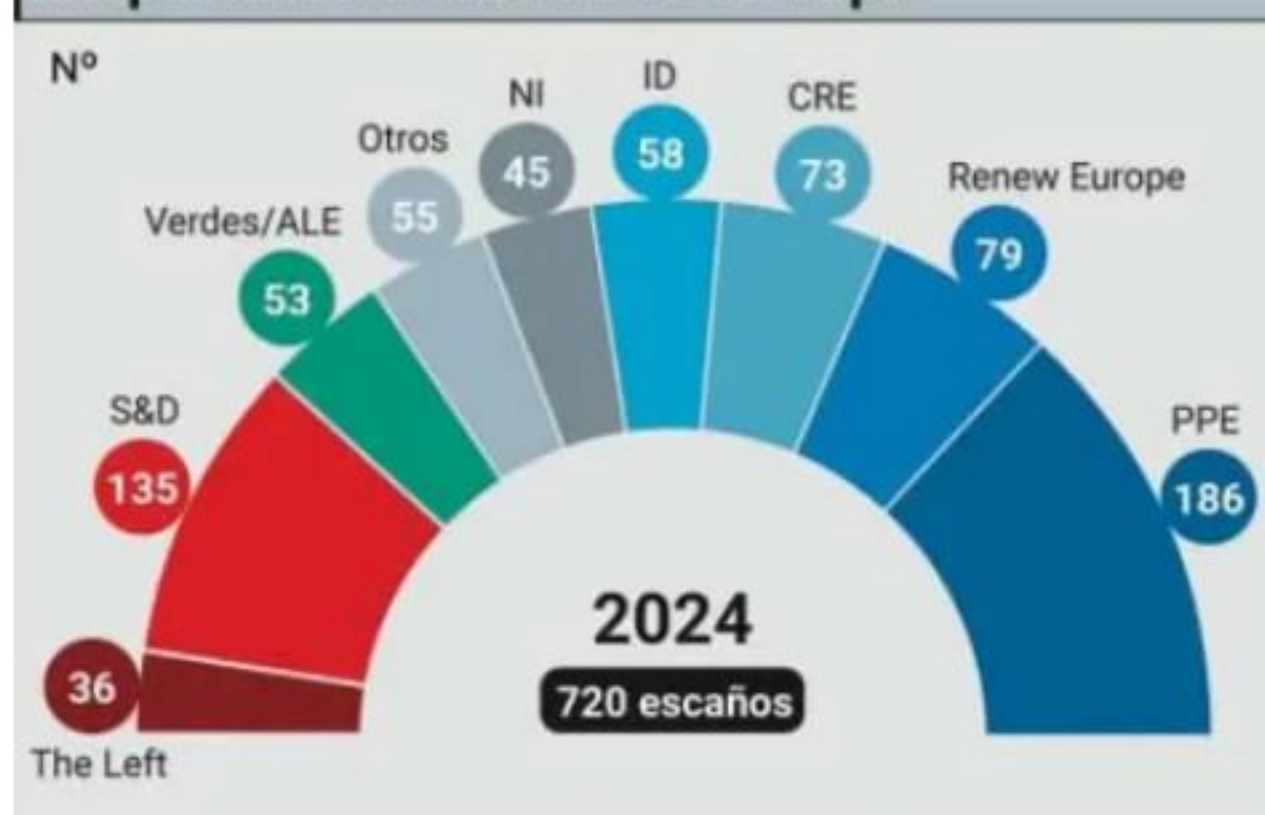 Nº
ID
NI
CRE
58
Otros
45
73
Renew Europe
55
Verdes/ALE
79
53
S&D
PPE
135
186
2024
36
720 escaños
The Left